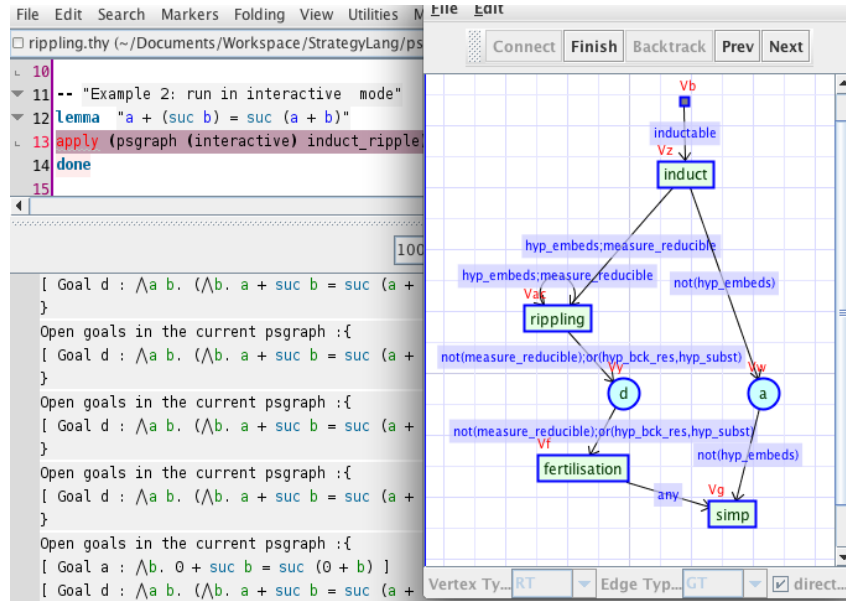 File Edit Search Markers Folding View Utilities M
rippling.thy (~/Documents/Workspace/StrategyLang/ps
10
11 -- "Example 2: run in interactive mode"
12 lemma "a + (suc b) = suc (a + b)"
13 apply (psgraph (interactive) induct_ripple
14 done
15
100
[ Goal d : ⋀a b. (⋀b. a + suc b = suc (a +
}
Open goals in the current psgraph :{
[ Goal d : ⋀a b. (⋀b. a + suc b = suc (a +
}
Open goals in the current psgraph :{
[ Goal d : ⋀a b. (⋀b. a + suc b = suc (a +
}
Open goals in the current psgraph :{
[ Goal d : ⋀a b. (⋀b. a + suc b = suc (a +
}
Open goals in the current psgraph :{
[ Goal a : ⋀b. 0 + suc b = suc (0 + b) ]
[ Goal d : ⋀a b. (⋀b. a + suc b = suc (a +
File Edit
Connect Finish Backtrack Prev Next
Vb
inductable
Vz
induct
hyp_embeds;measure_reducible
hyp_embeds;measure_reducible
not(hyp_embeds)
rippling
not(measure_reducible);or(hyp_bck_res,hyp_subst)
Vy
Vw
d
a
not(measure_reducible);or(hyp_bck_res,hyp_subst)
Vf
not(hyp_embeds)
fertilisation
any
Vg
simp
Vertex Ty... RT Edge Typ... GT direct...